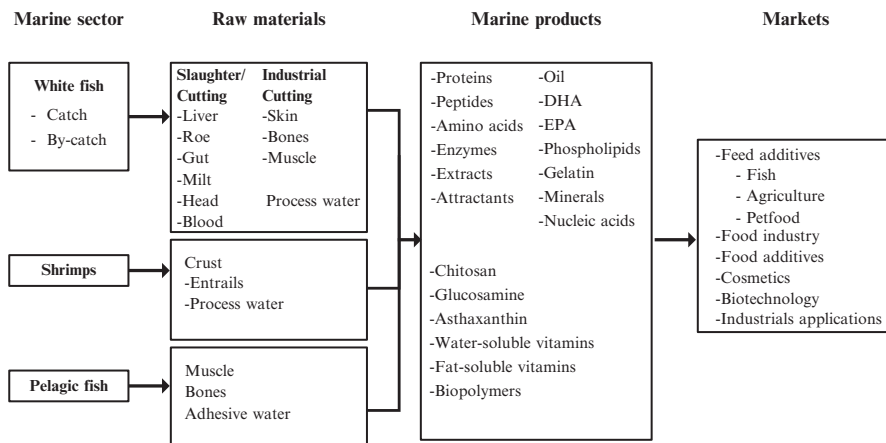 Marine sector
Raw materials
Marine products
Markets
White fish
- Catch
- By-catch
Slaughter/
Cutting
-Liver
-Roe
-Gut
-Milt
-Head
-Blood
Industrial
Cutting
-Skin
-Bones
-Muscle
Process water
Shrimps
Crust
-Entrails
-Process water
Pelagic fish
Muscle
Bones
Adhesive water
-Proteins
-Peptides
-Amino acids
-Enzymes
-Extracts
-Attractants
-Oil
-DHA
-EPA
-Phospholipids
-Gelatin
-Minerals
-Nucleic acids
-Chitosan
-Glucosamine
-Asthaxanthin
-Water-soluble vitamins
-Fat-soluble vitamins
-Biopolymers
-Feed additives
- Fish
- Agriculture
- Petfood
-Food industry
-Food additives
-Cosmetics
-Biotechnology
-Industrials applications